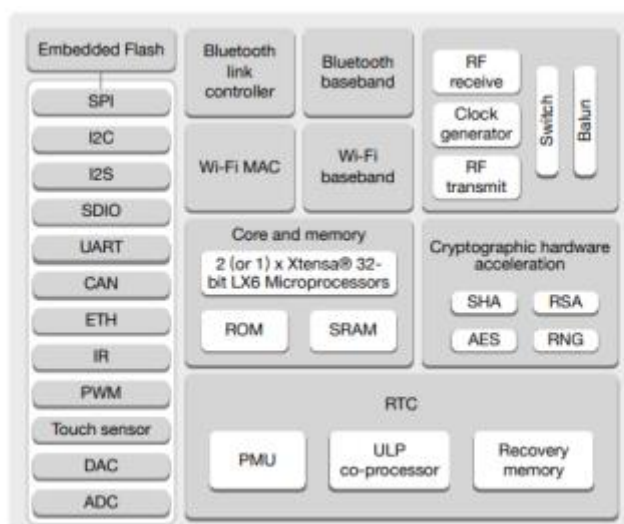 Embedded Flash
SPI
I2C
I2S
SDIO
UART
CAN
ETH
IR
PWM
Touch sensor
DAC
ADC
Bluetooth
link
controller
Bluetooth
baseband
Wi-Fi MAC
Wi-Fi
baseband
RF
receive
Clock
generator
RF
transmit
Switch
Balun
Core and memory
2 (or 1) x Xtensa® 32-
bit LX6 Microprocessors
ROM
SRAM
Cryptographic hardware
acceleration
SHA
RSA
AES
RNG
RTC
PMU
ULP
co-processor
Recovery
memory